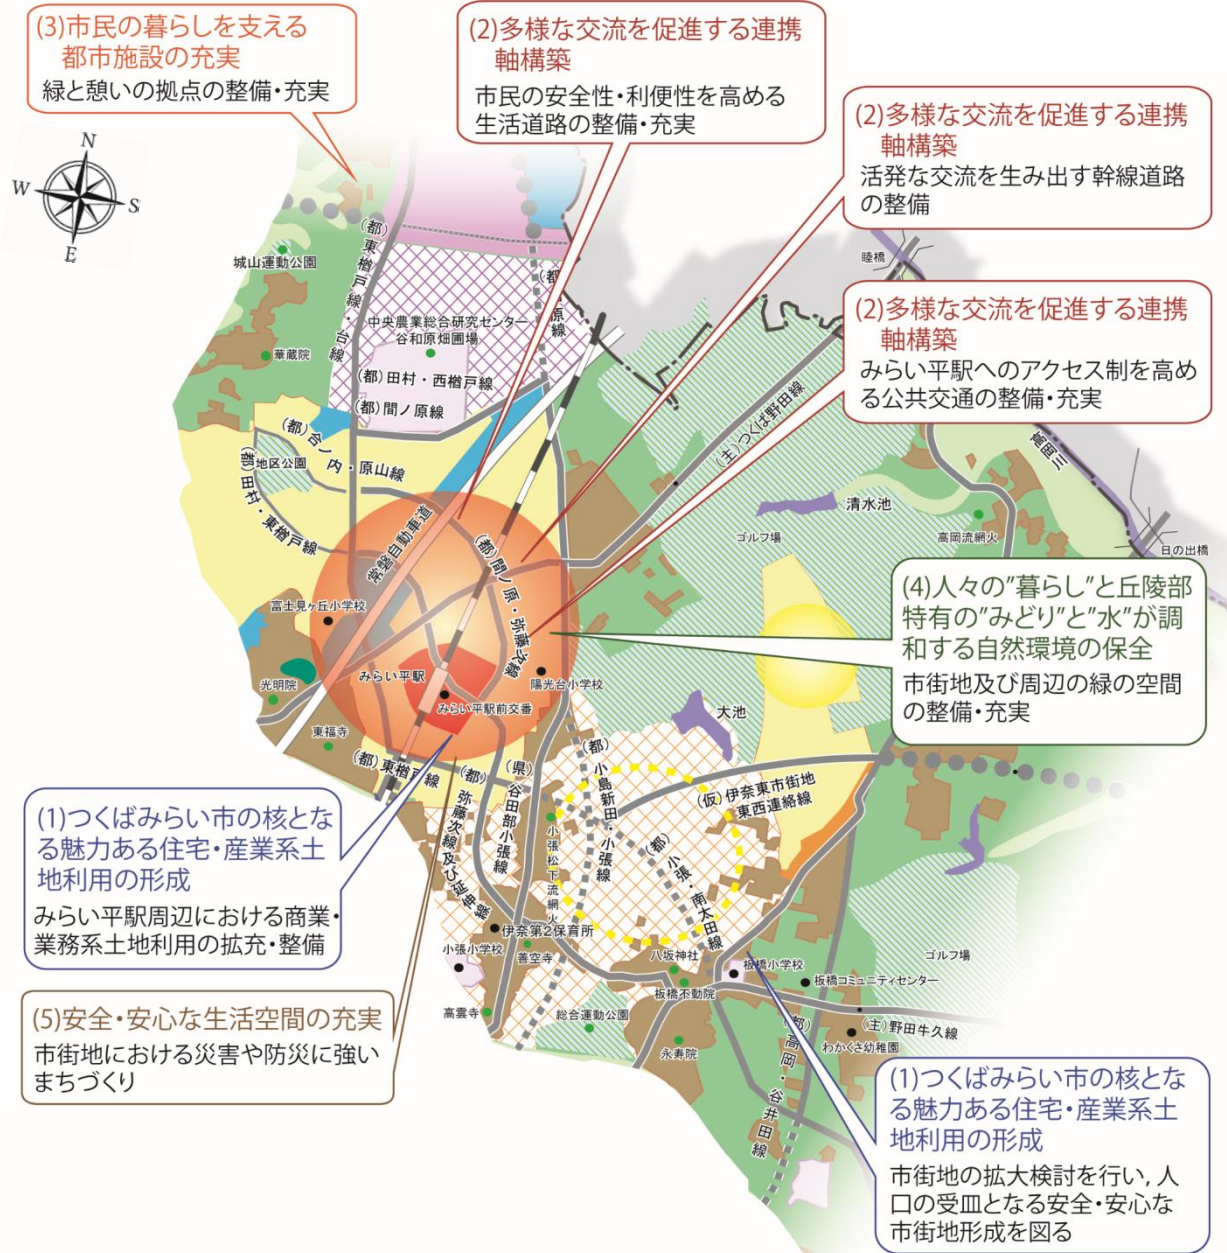 (3)市民の暮らしを支える
都市施設の充実
緑と憩いの拠点の整備・充実
(2)多様な交流を促進する連携
軸構築
市民の安全性・利便性を高める
生活道路の整備・充実
(2)多様な交流を促進する連携
軸構築
活発な交流を生み出す幹線道路
の整備
(2)多様な交流を促進する連携
軸構築
みらい平駅へのアクセス制を高め
る公共交通の整備・充実
N
W
S
E
城山運動公園
(都)東楢戸線・台線
(都)
原線
睦橋
中央農業総合研究センター
谷和原畑圃場
華蔵院
(都)田村・西楢戸線
(都)間ノ原線
(主)つくば野田線
高岡川
(都)合ノ内・原山線
地区公園
(都)田村・東楢戸線
常磐自動車道
(都)間ノ原・弥藤次線
清水池
ゴルフ場
高岡流綱火
日の出橋
富士見ヶ丘小学校
(4)人々の”暮らし”と丘陵部
特有の”みどり”と”水”が調
和する自然環境の保全
市街地及び周辺の緑の空間
の整備・充実
みらい平駅
陽光台小学校
光明院
みらい平駅前交番
大池
東福寺
(都)東楢戸線
(都)弥藤次線及び延伸線
(県)谷田部小張線
(都)小島新田・小張線
(仮)伊奈東市街地
東西連絡線
小張松下流綱火
(都)小張・南太田線
(1)つくばみらい市の核とな
る魅力ある住宅・産業系土
地利用の形成
みらい平駅周辺における商業・
業務系土地利用の拡充・整備
伊奈第2保育所
小張小学校
善空寺
八坂神社
板橋小学校
ゴルフ場
板橋コミュニティセンター
板橋不動院
(5)安全・安心な生活空間の充実
市街地における災害や防災に強い
まちづくり
高雲寺
総合運動公園
(主)野田牛久線
永寿院
わかくさ幼稚園
(都)高岡・谷井田線
(1)つくばみらい市の核とな
る魅力ある住宅・産業系土
地利用の形成
市街地の拡大検討を行い,人
口の受皿となる安全・安心な
市街地形成を図る